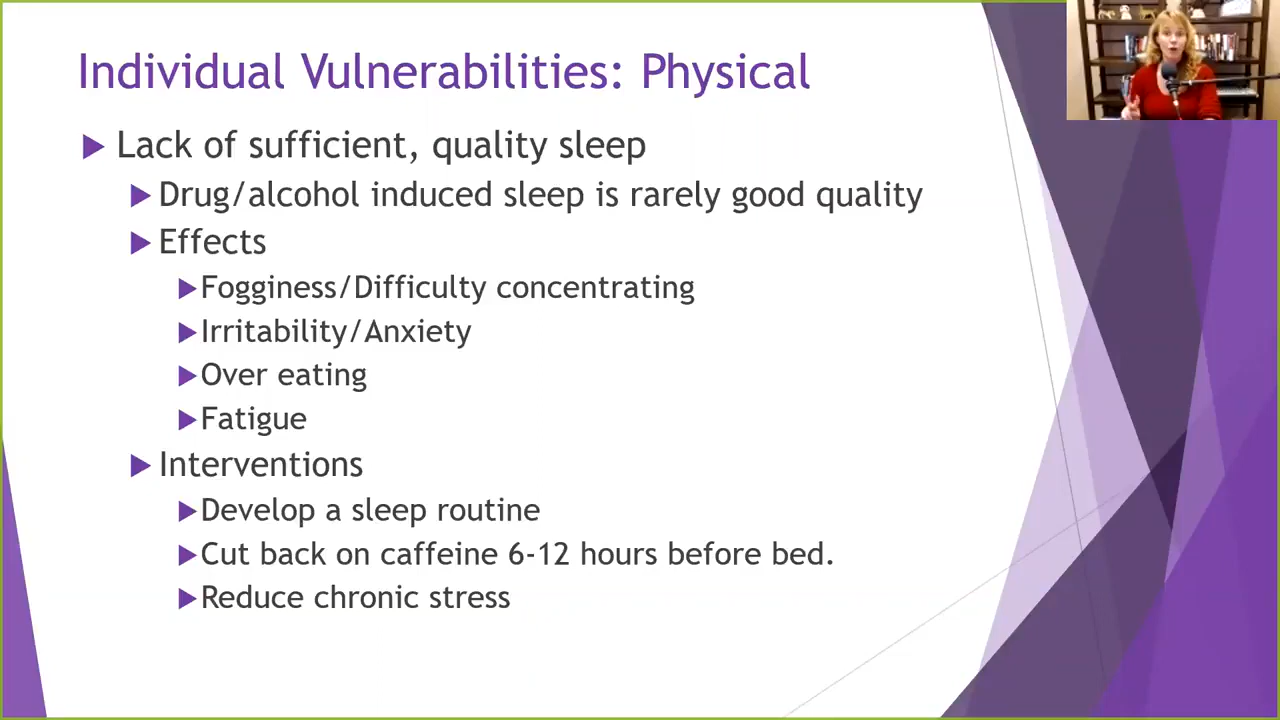 Individual Vulnerabilities: Physical
Lack of sufficient, quality sleep
Drug/alcohol induced sleep is rarely good quality
Effects
Fogginess/Difficulty concentrating
Irritability/Anxiety
Over eating
Fatigue
Interventions
Develop a sleep routine
Cut back on caffeine 6-12 hours before bed.
Reduce chronic stress